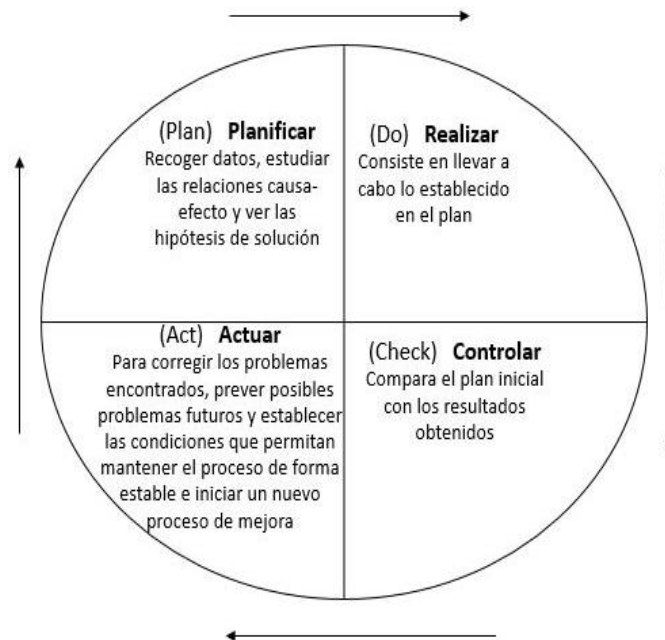 (Plan) Planificar
Recoger datos, estudiar
las relaciones causa-
efecto y ver las
hipótesis de solución
(Do) Realizar
Consiste en llevar a
cabo lo establecido
en el plan
(Act) Actuar
Para corregir los problemas
encontrados, prever posibles
problemas futuros y establecer
las condiciones que permitan
mantener el proceso de forma
estable e iniciar un nuevo
proceso de mejora
(Check) Controlar
Compara el plan inicial
con los resultados
obtenidos